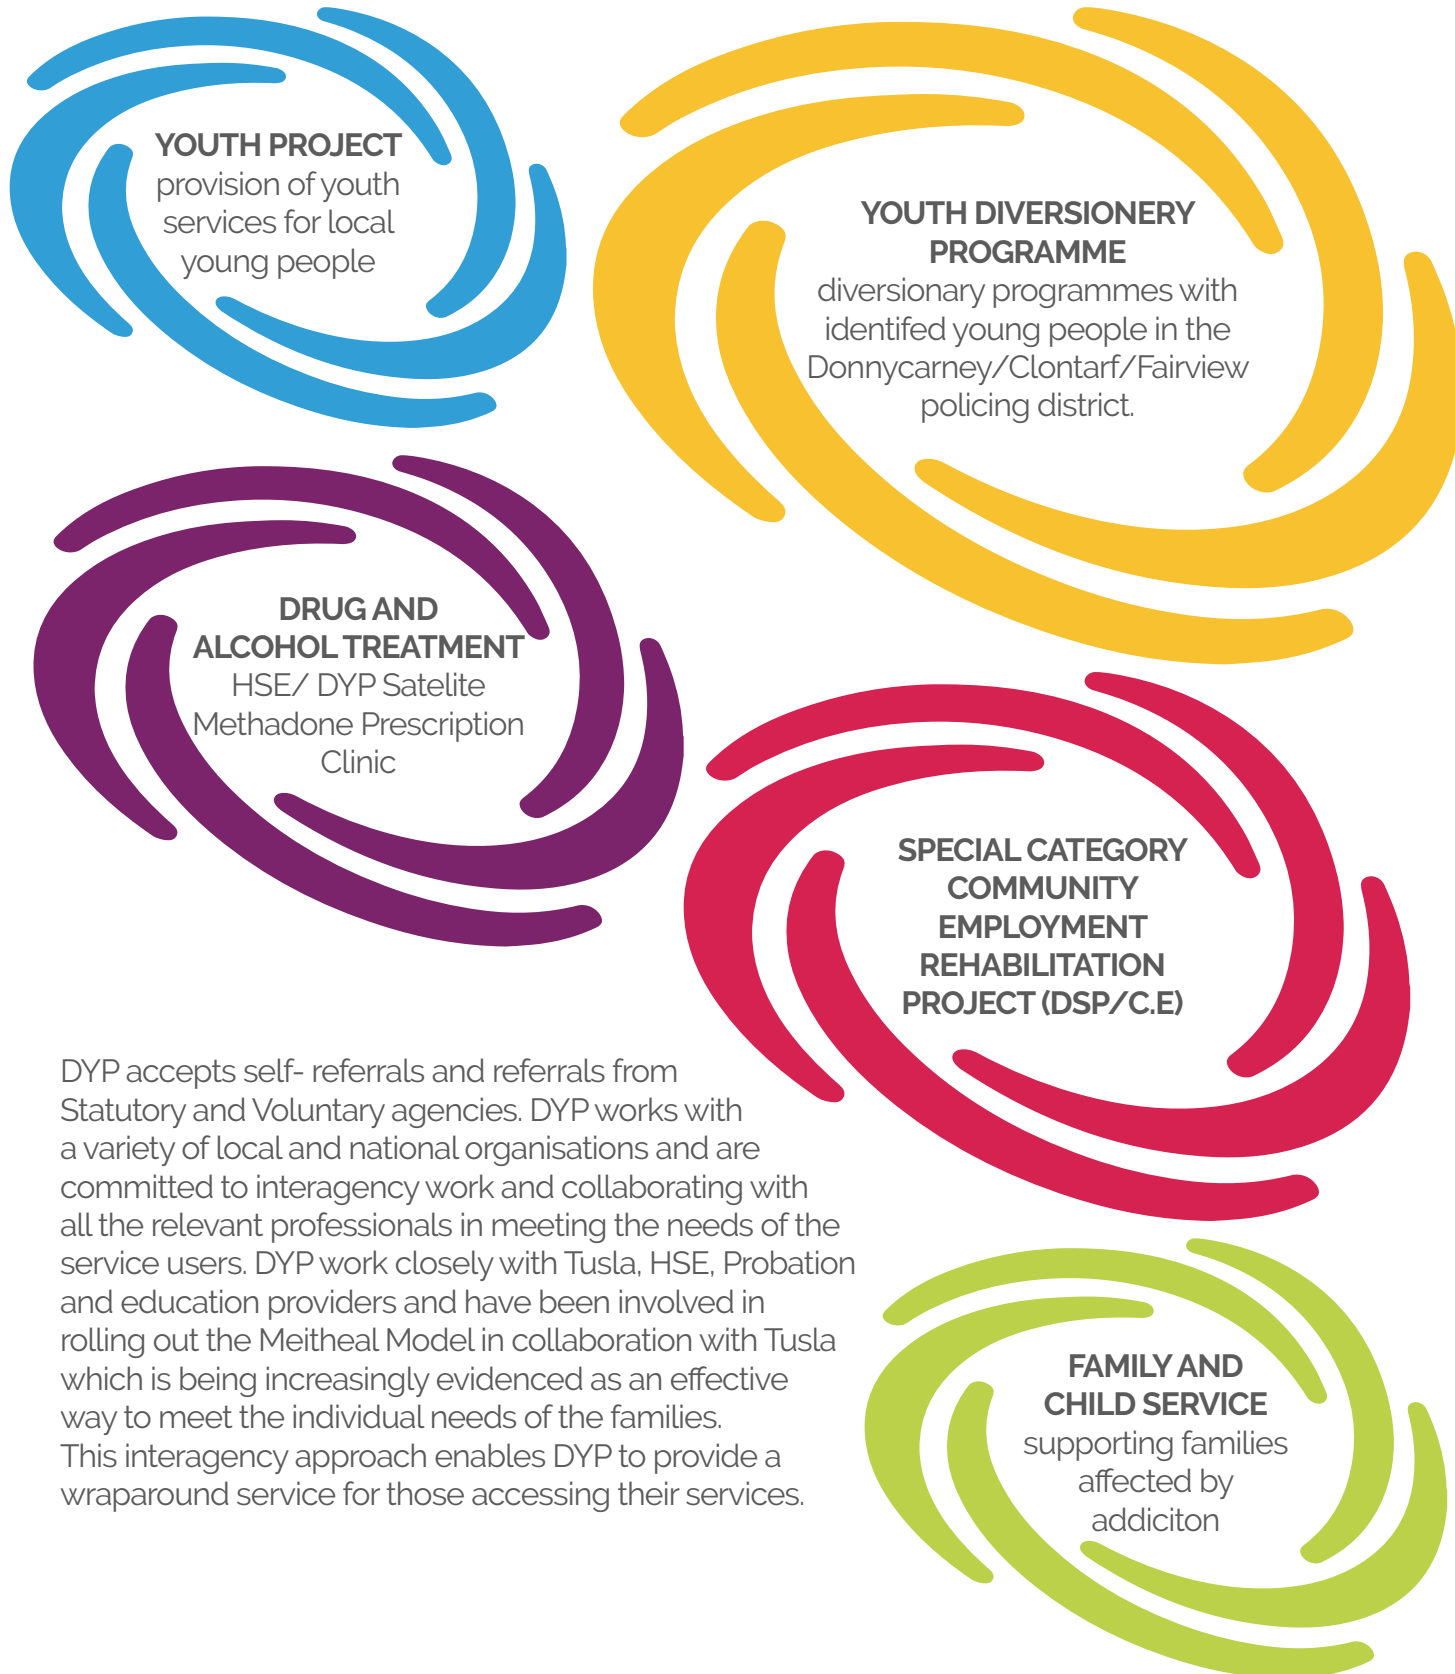 YOUTH PROJECT
provision of youth
services for local
young people
YOUTH DIVERSIONERY
PROGRAMME
diversionary programmes with
identifed young people in the
Donnycarney/Clontarf/Fairview
policing district.
DRUG AND
ALCOHOL TREATMENT
HSE/ DYP Satelite
Methadone Prescription
Clinic
SPECIAL CATEGORY
COMMUNITY
EMPLOYMENT
REHABILITATION
PROJECT (DSP/C.E)
DYP accepts self- referrals and referrals from
Statutory and Voluntary agencies. DYP works with
a variety of local and national organisations and are
committed to interagency work and collaborating with
all the relevant professionals in meeting the needs of the
service users. DYP work closely with Tusla, HSE, Probation
and education providers and have been involved in
rolling out the Meitheal Model in collaboration with Tusla
which is being increasingly evidenced as an effective
way to meet the individual needs of the families.
This interagency approach enables DYP to provide a
wraparound service for those accessing their services.
FAMILY AND
CHILD SERVICE
supporting families
affected by
addiciton